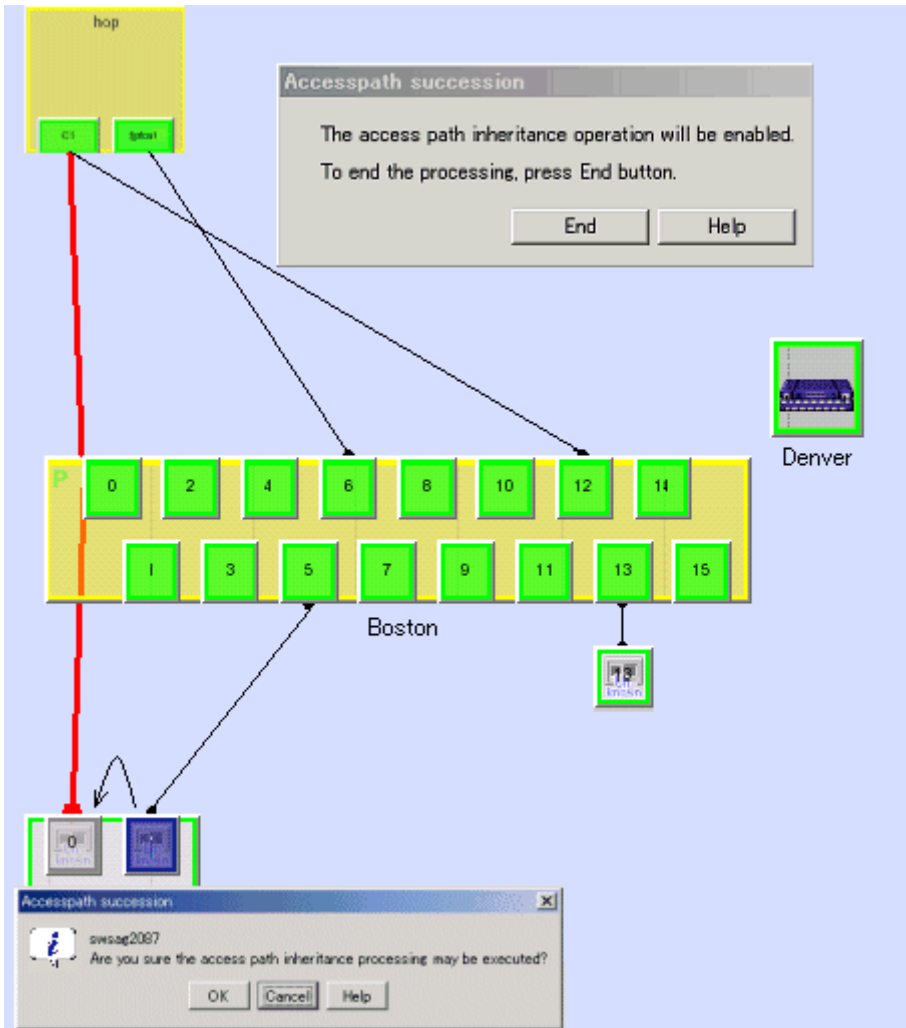 hop
C1
Accesspath succession
The access path inheritance operation will be enabled.
To end the processing, press End button.
End Help
Denver
P
0 2 4 6 8 10 12 14
1 3 5 7 9 11 13 15
Boston
13
0
Accesspath succession
swsag2087
Are you sure the access path inheritance processing may be executed?
OK Cancel Help